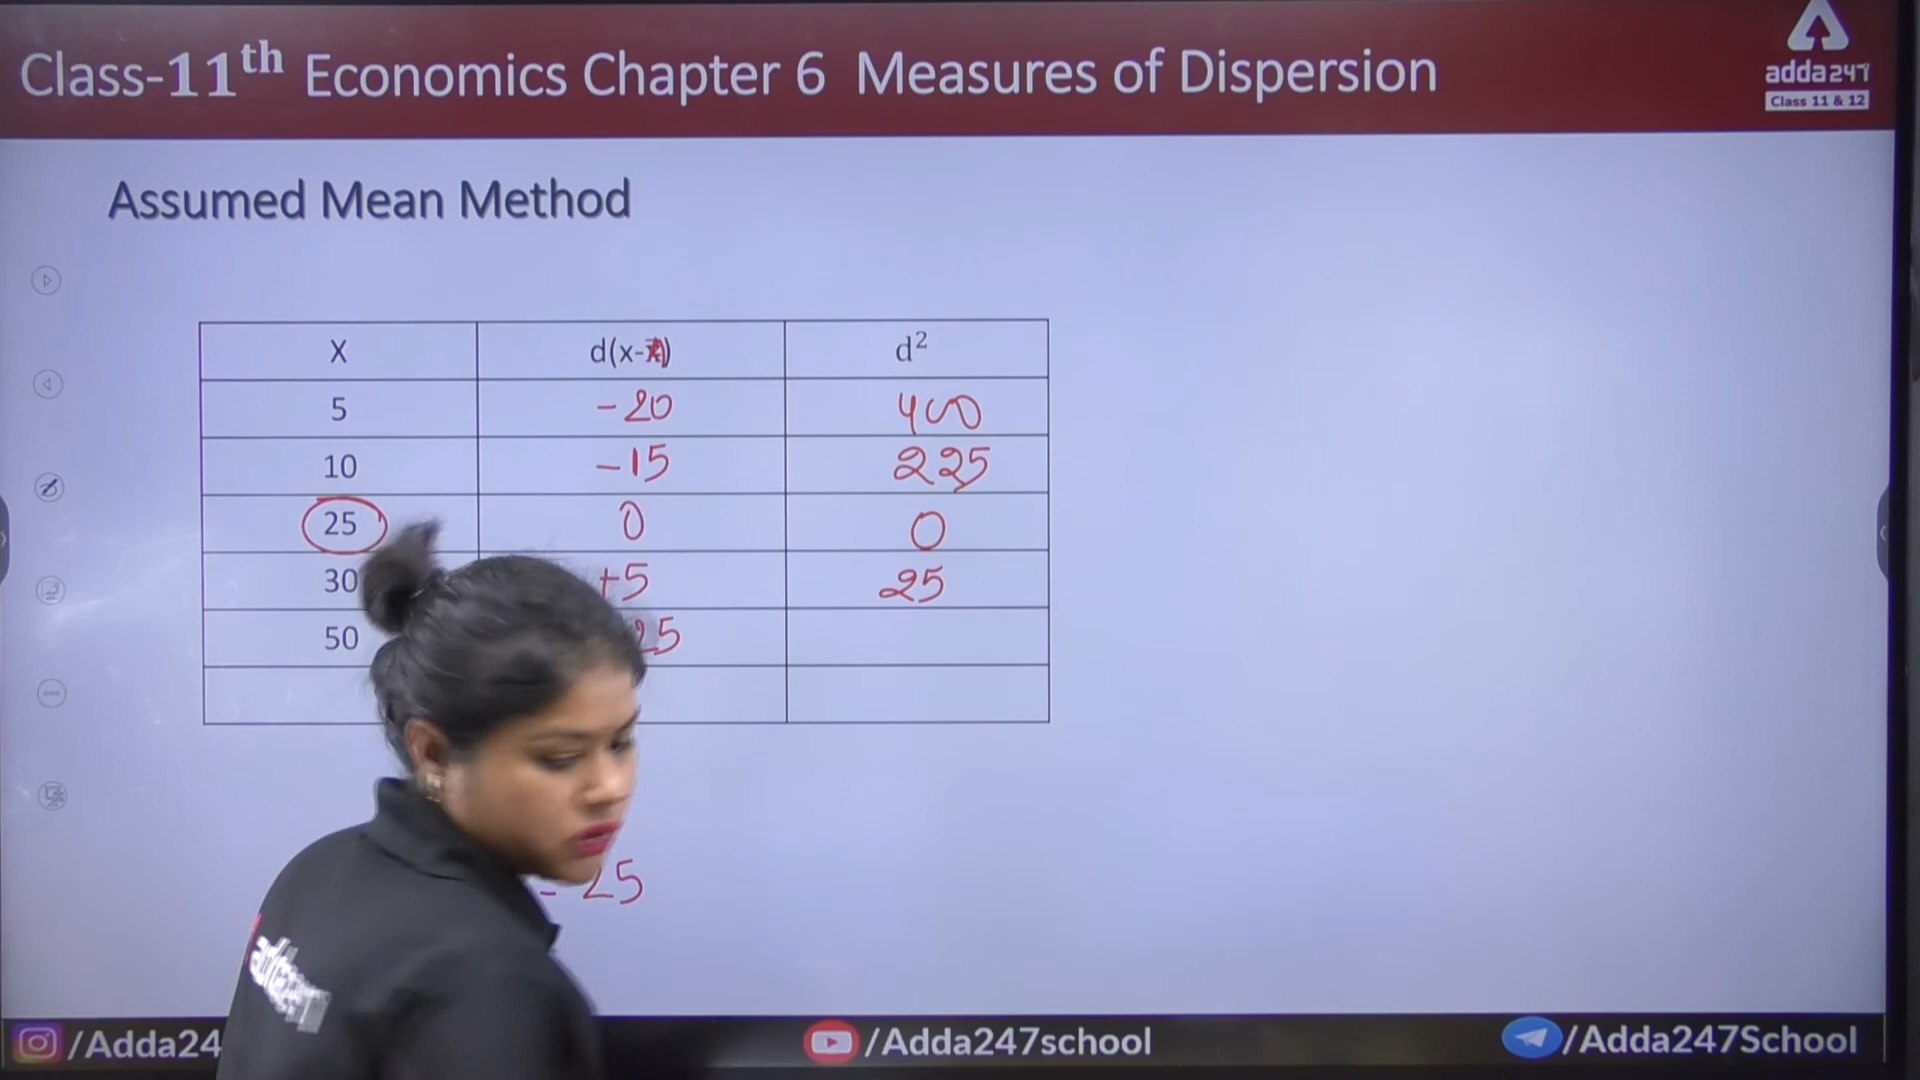 Class-11th Economics Chapter 6 Measures of Dispersion
adda247
Class 11 & 12
Assumed Mean Method
X d(x-A) d²
5 -20 400
10 -15 225
25 0 0
30 +5 25
50 25
= 25
/Adda24
/Adda247school
/Adda247School